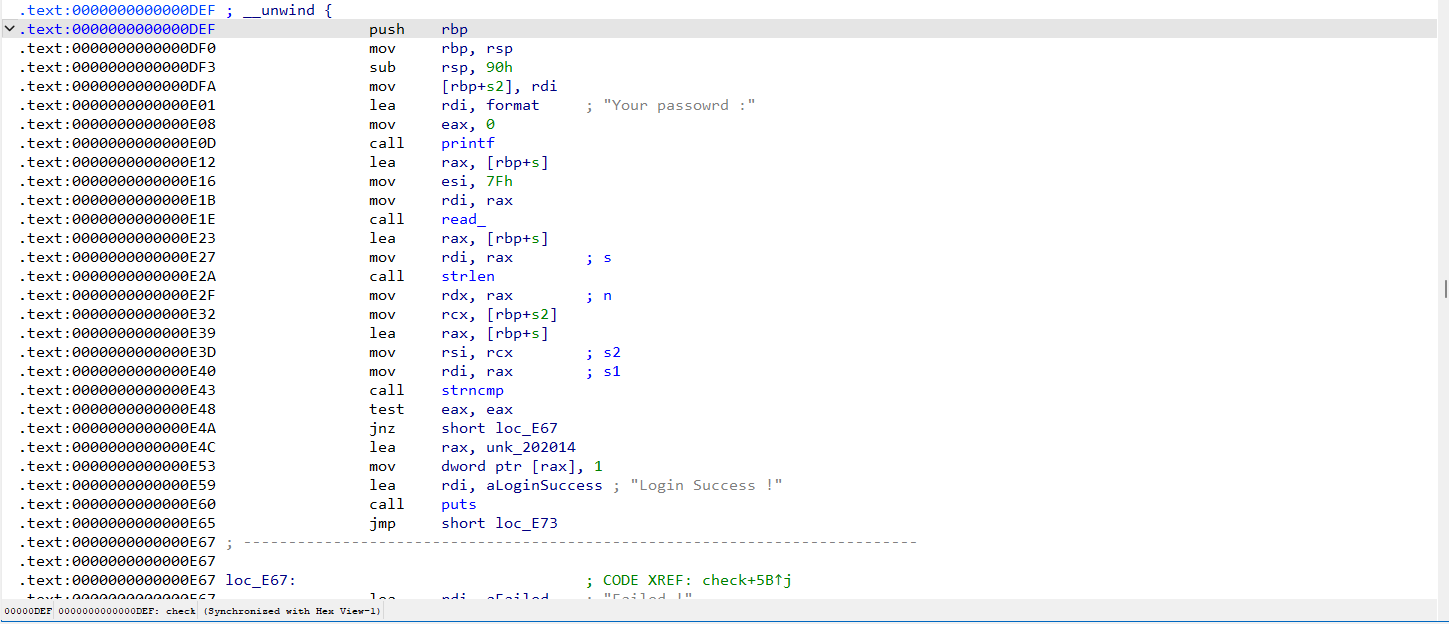 .text:0000000000000DEF ; __unwind {
.text:0000000000000DEF push rbp
.text:0000000000000DF0 mov rbp, rsp
.text:0000000000000DF3 sub rsp, 90h
.text:0000000000000DFA mov [rbp+s2], rdi
.text:0000000000000E01 lea rdi, format ; "Your passowrd :"
.text:0000000000000E08 mov eax, 0
.text:0000000000000E0D call printf
.text:0000000000000E12 lea rax, [rbp+s]
.text:0000000000000E16 mov esi, 7Fh
.text:0000000000000E1B mov rdi, rax
.text:0000000000000E1E call read_
.text:0000000000000E23 lea rax, [rbp+s]
.text:0000000000000E27 mov rdi, rax ; s
.text:0000000000000E2A call strlen
.text:0000000000000E2F mov rdx, rax ; n
.text:0000000000000E32 mov rcx, [rbp+s2]
.text:0000000000000E39 lea rax, [rbp+s]
.text:0000000000000E3D mov rsi, rcx ; s2
.text:0000000000000E40 mov rdi, rax ; s1
.text:0000000000000E43 call strncmp
.text:0000000000000E48 test eax, eax
.text:0000000000000E4A jnz short loc_E67
.text:0000000000000E4C lea rax, unk_202014
.text:0000000000000E53 mov dword ptr [rax], 1
.text:0000000000000E59 lea rdi, aLoginSuccess ; "Login Success !"
.text:0000000000000E60 call puts
.text:0000000000000E65 jmp short loc_E73
.text:0000000000000E67 ; ---------------------------------------------------------------------------
.text:0000000000000E67
.text:0000000000000E67 loc_E67: ; CODE XREF: check+5B↑j
.text:0000000000000E67 lea rdi, aFailed ; "Failed !"
00000DEF 0000000000000DEF: check (Synchronized with Hex View-1)